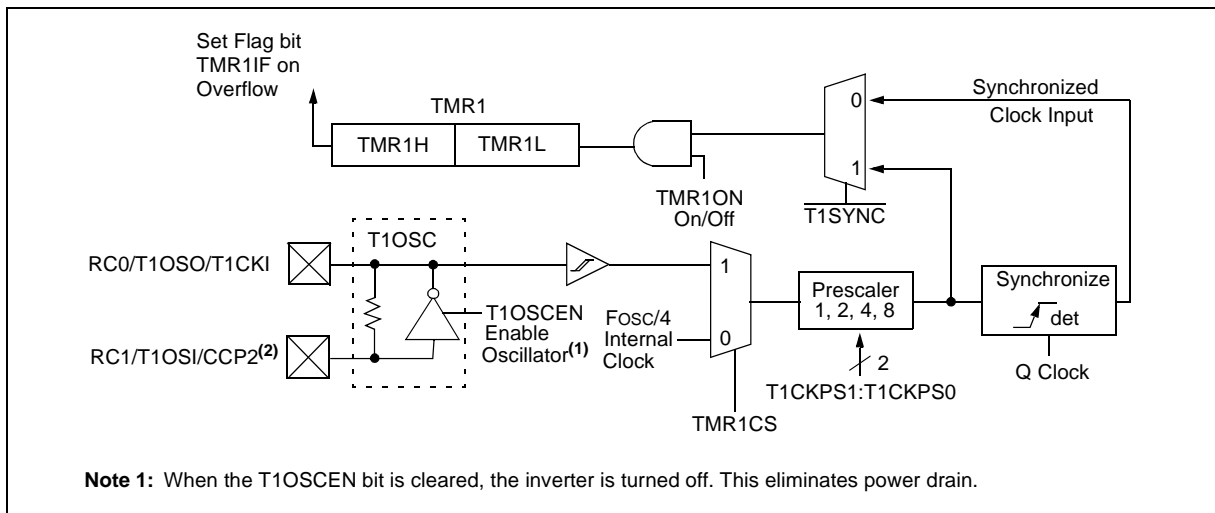 Set Flag bit
TMR1IF on
Overflow
TMR1
TMR1H
TMR1L
TMR1ON
On/Off
0
1
T1SYNC
Synchronized
Clock Input
T1OSC
RC0/T1OSO/T1CKI
RC1/T1OSI/CCP2(2)
T1OSCEN
Enable
Oscillator(1)
FOSC/4
Internal
Clock
1
0
TMR1CS
Prescaler
1, 2, 4, 8
2
T1CKPS1:T1CKPS0
Synchronize
det
Q Clock
Note 1: When the T1OSCEN bit is cleared, the inverter is turned off. This eliminates power drain.